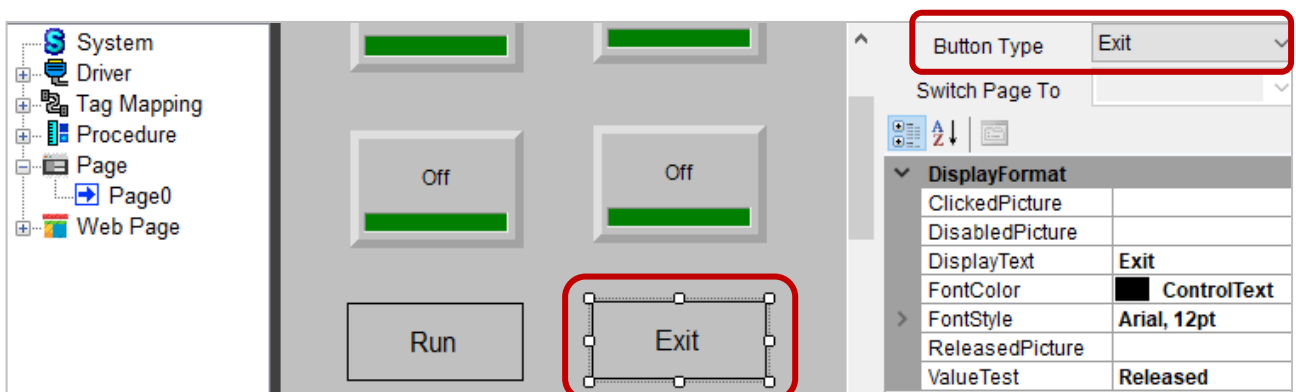 System
Driver
Tag Mapping
Procedure
Page
Page0
Web Page
Off
Off
Run
Exit
Button Type Exit
Switch Page To
DisplayFormat
ClickedPicture
DisabledPicture
DisplayText Exit
FontColor ControlText
FontStyle Arial, 12pt
ReleasedPicture
ValueTest Released